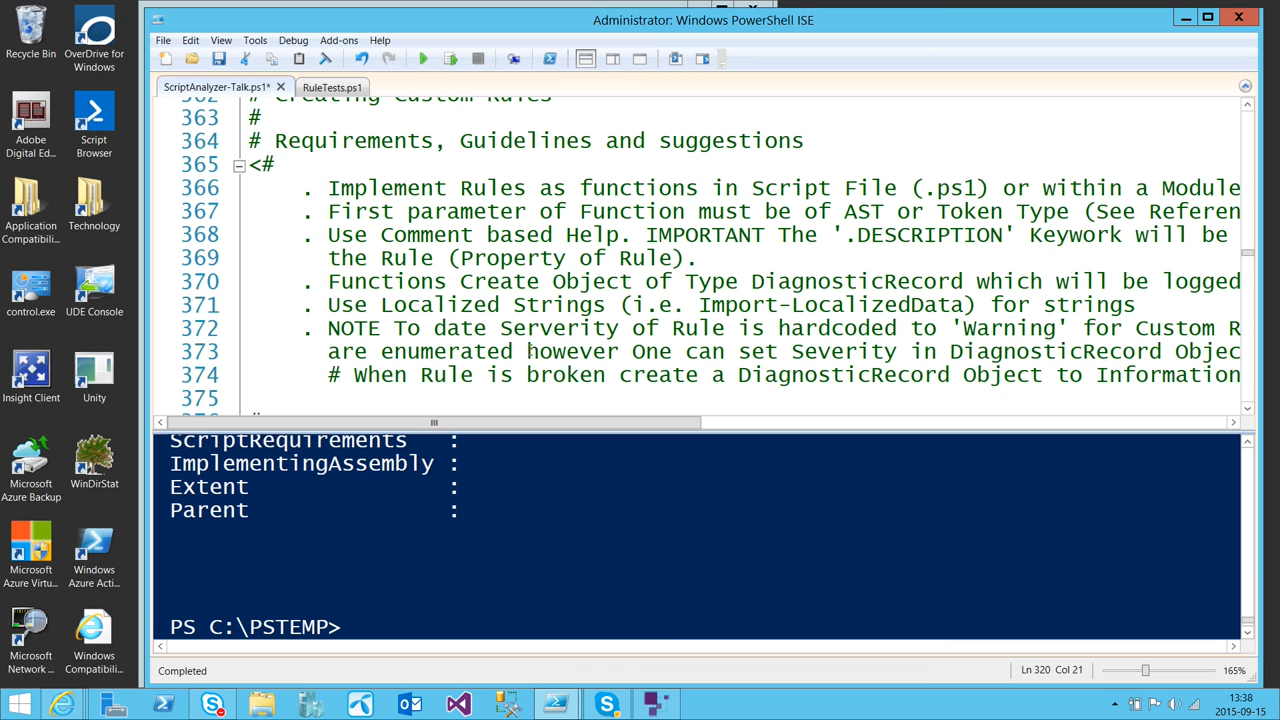 Administrator: Windows PowerShell ISE
File Edit View Tools Debug Add-ons Help
ScriptAnalyzer-Talk.ps1*
RuleTests.ps1
362 # Creating Custom Rules
363 #
364 # Requirements, Guidelines and suggestions
365 <#
366 . Implement Rules as functions in Script File (.ps1) or within a Module
367 . First parameter of Function must be of AST or Token Type (See Referen
368 . Use Comment based Help. IMPORTANT The '.DESCRIPTION' Keywork will be
369 the Rule (Property of Rule).
370 . Functions Create Object of Type DiagnosticRecord which will be logged
371 . Use Localized Strings (i.e. Import-LocalizedData) for strings
372 . NOTE To date Serverity of Rule is hardcoded to 'Warning' for Custom R
373 are enumerated however One can set Severity in DiagnosticRecord Objec
374 # When Rule is broken create a DiagnosticRecord Object to Information
375
ScriptRequirements :
ImplementingAssembly :
Extent :
Parent :
PS C:\PSTEMP>
Completed
Ln 320 Col 21
165%
Recycle Bin
OverDrive for Windows
Adobe Digital Ed...
Script Browser
Application Compatibili...
Technology
control.exe
UDE Console
Insight Client
Unity
Microsoft Azure Backup
WinDirStat
Microsoft Azure Virtu...
Windows Azure Acti...
Microsoft Network ...
Windows Compatibili...
13:38
2015-09-15